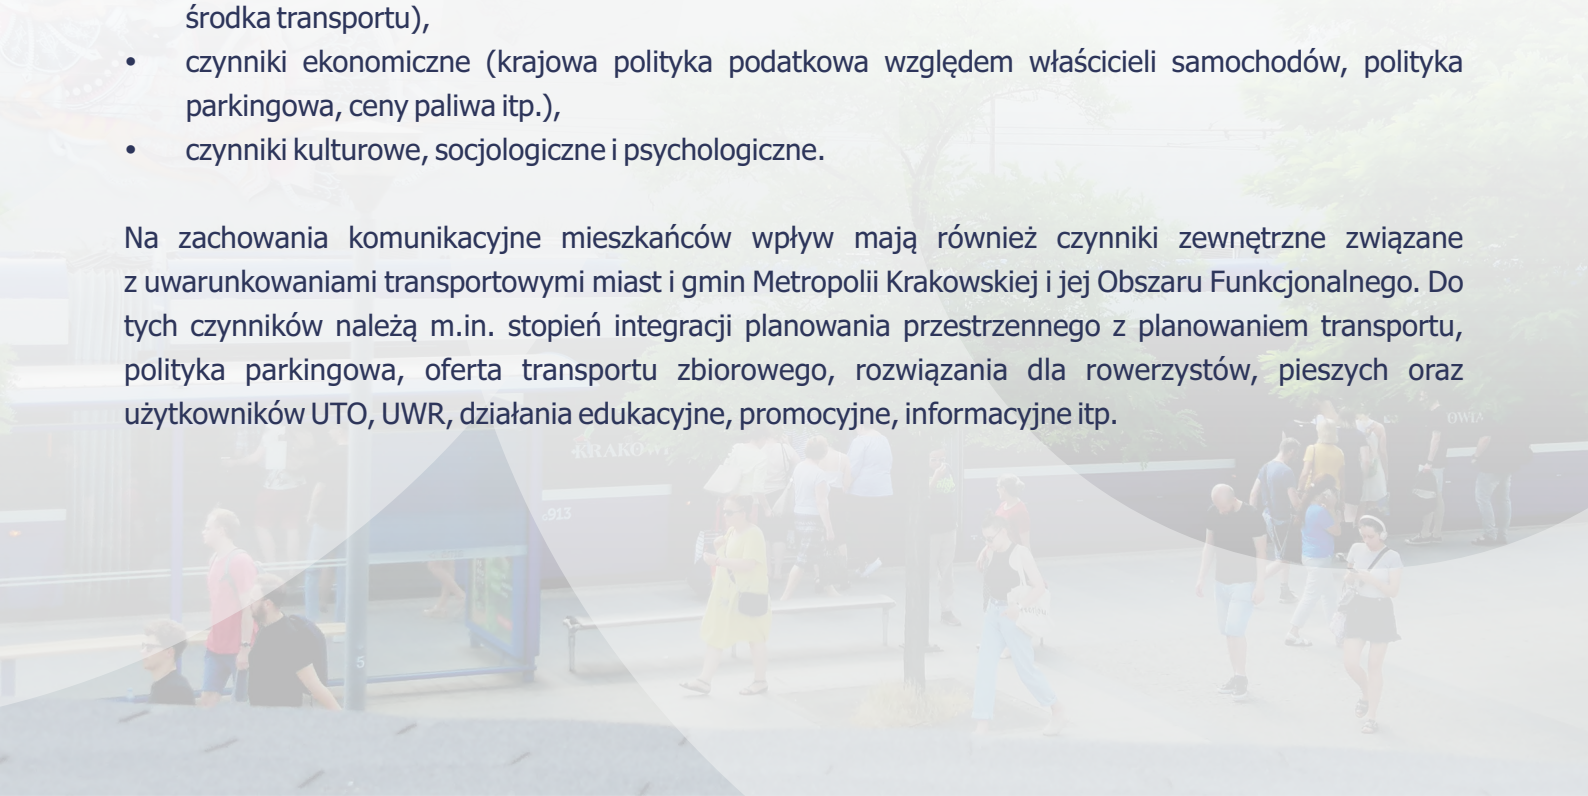 środka transportu),
• czynniki ekonomiczne (krajowa polityka podatkowa względem właścicieli samochodów, polityka
parkingowa, ceny paliwa itp.),
• czynniki kulturowe, socjologiczne i psychologiczne.
Na zachowania komunikacyjne mieszkańców wpływ mają również czynniki zewnętrzne związane
z uwarunkowaniami transportowymi miast i gmin Metropolii Krakowskiej i jej Obszaru Funkcjonalnego. Do
tych czynników należą m.in. stopień integracji planowania przestrzennego z planowaniem transportu,
polityka parkingowa, oferta transportu zbiorowego, rozwiązania dla rowerzystów, pieszych oraz
użytkowników UTO, UWR, działania edukacyjne, promocyjne, informacyjne itp.
913
5